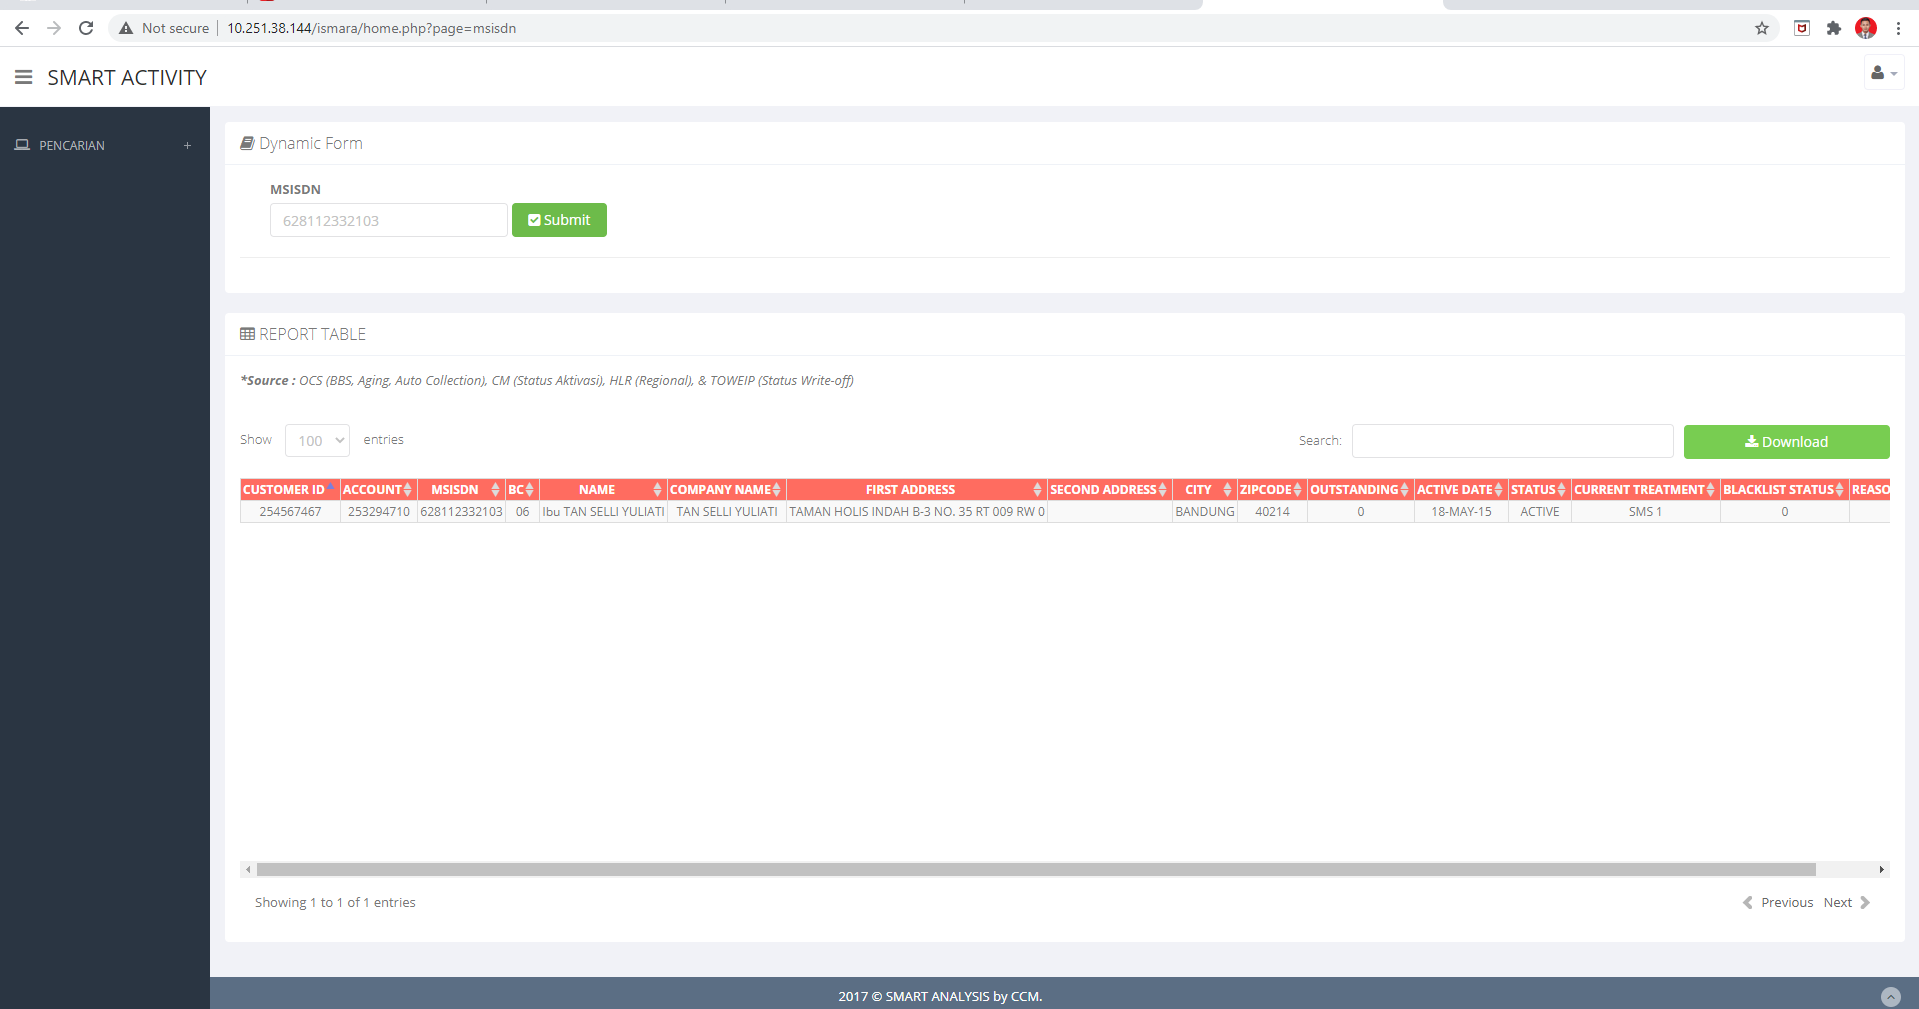 Not secure | 10.251.38.144/ismara/home.php?page=msisdn
SMART ACTIVITY
PENCARIAN +
Dynamic Form
MSISDN
628112332103 Submit
REPORT TABLE
*Source : OCS (BBS, Aging, Auto Collection), CM (Status Aktivasi), HLR (Regional), & TOWEIP (Status Write-off)
Show 100 entries Search: Download
CUSTOMER ID ACCOUNT MSISDN BC NAME COMPANY NAME FIRST ADDRESS SECOND ADDRESS CITY ZIPCODE OUTSTANDING ACTIVE DATE STATUS CURRENT TREATMENT BLACKLIST STATUS REASO
254567467 253294710 628112332103 06 Ibu TAN SELLI YULIATI TAN SELLI YULIATI TAMAN HOLIS INDAH B-3 NO. 35 RT 009 RW 0 BANDUNG 40214 0 18-MAY-15 ACTIVE SMS 1 0
Showing 1 to 1 of 1 entries Previous Next
2017 © SMART ANALYSIS by CCM.